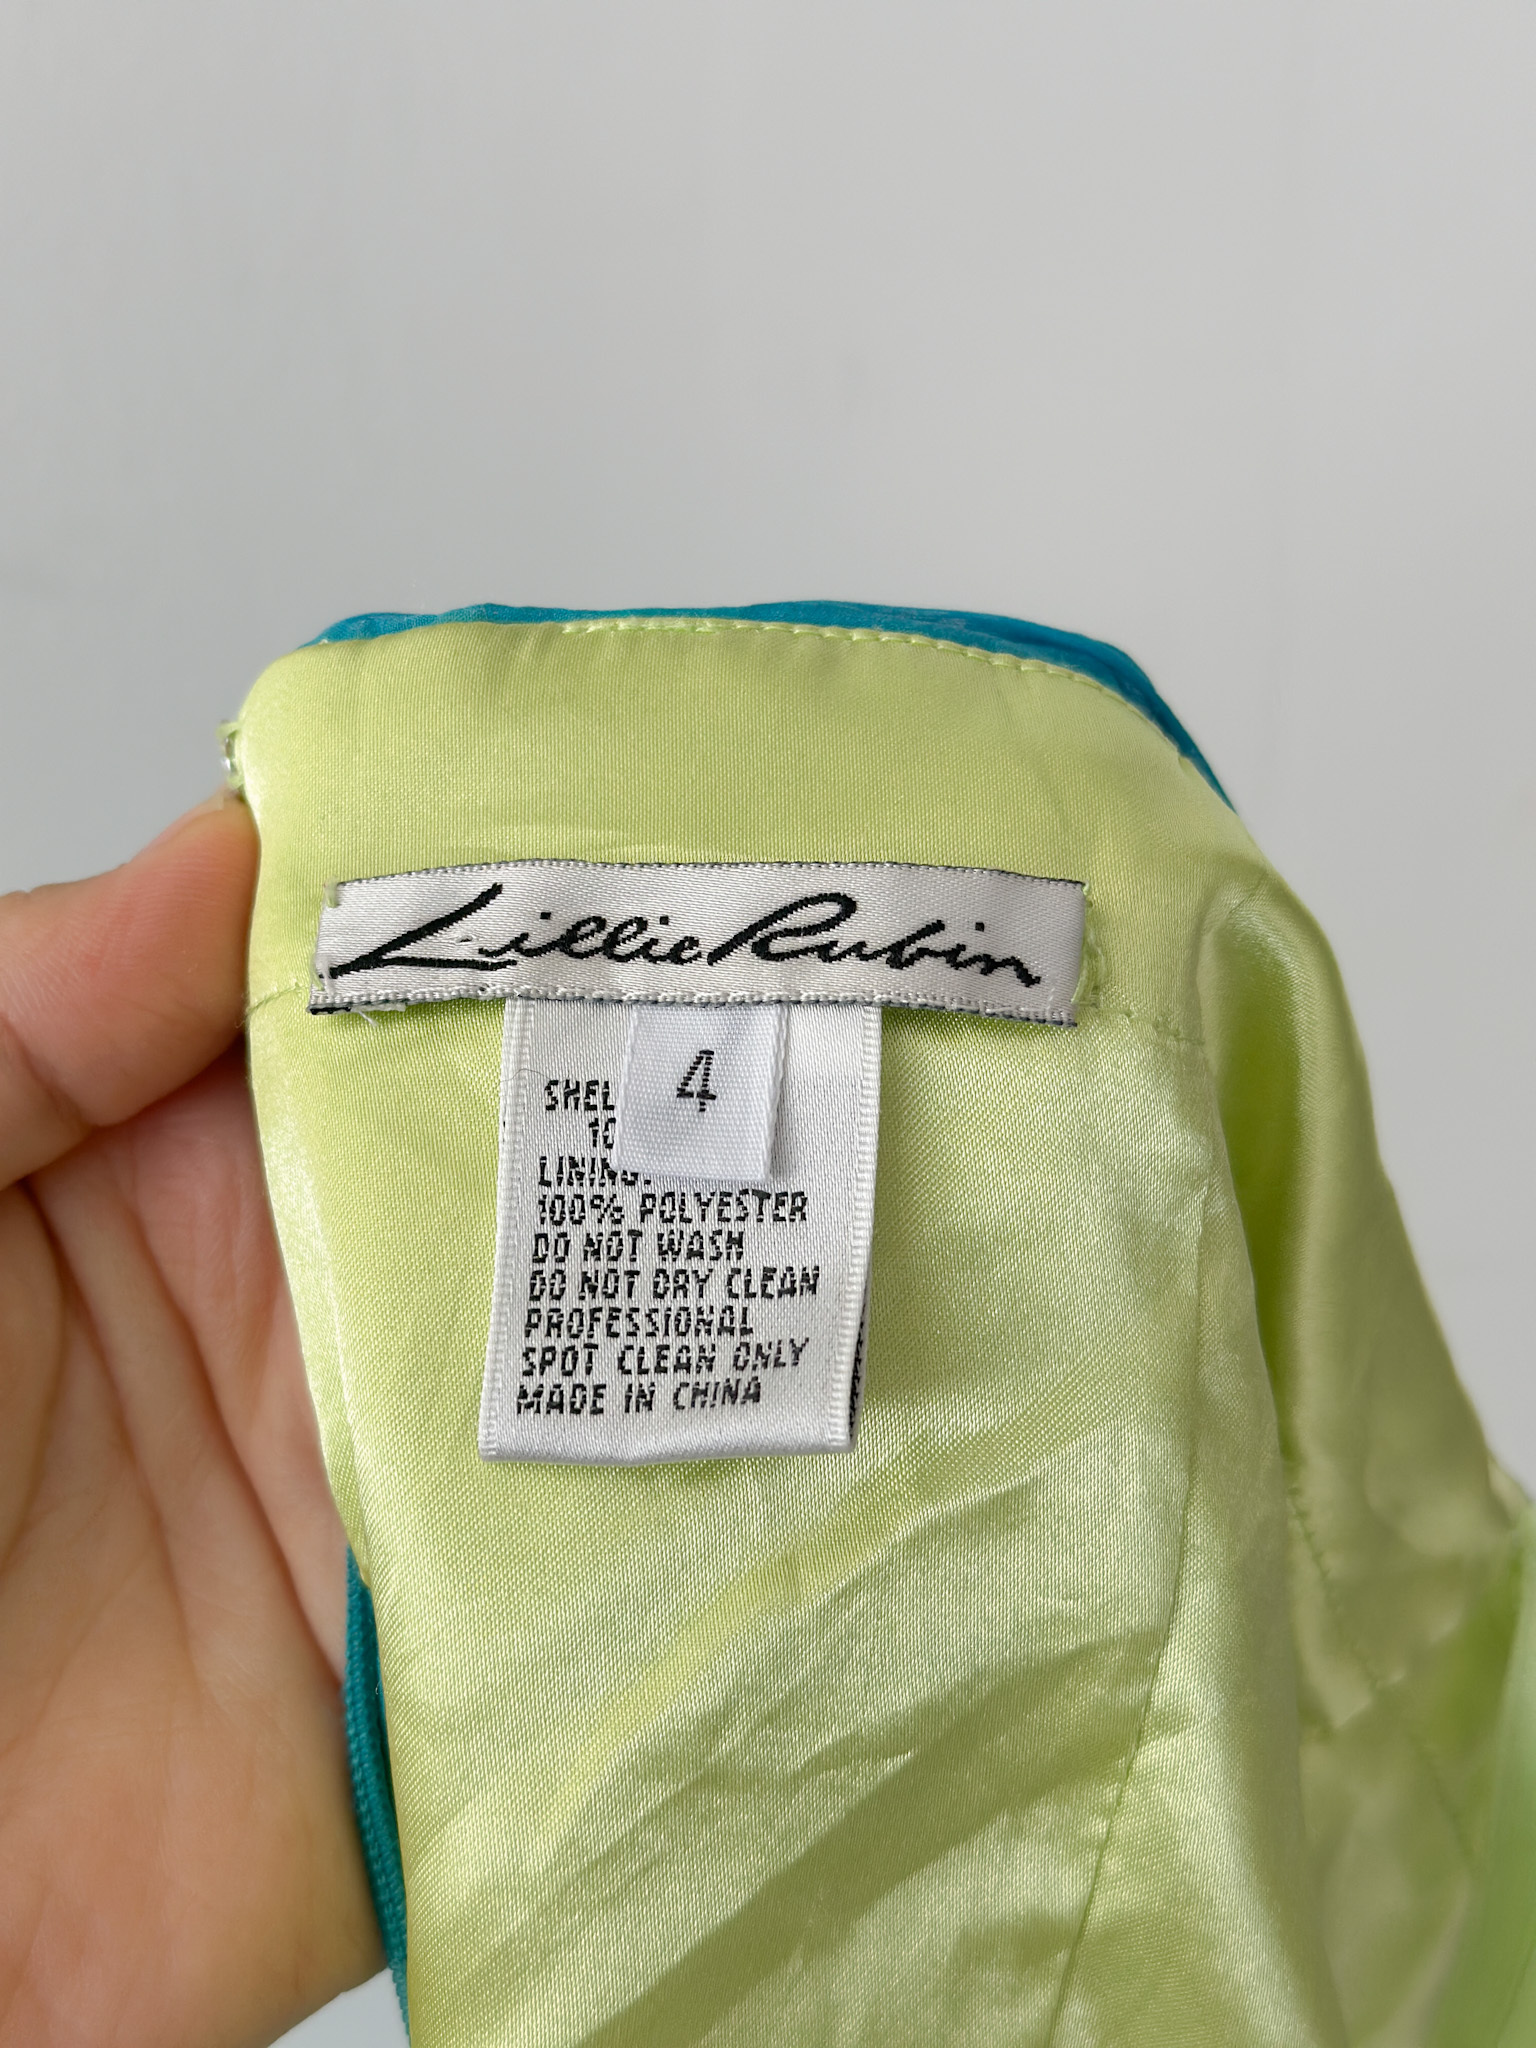 Lillie Rubin
4
SHEL
10
LINING:
100% POLYESTER
DO NOT WASH
DO NOT DRY CLEAN
PROFESSIONAL
SPOT CLEAN ONLY
MADE IN CHINA